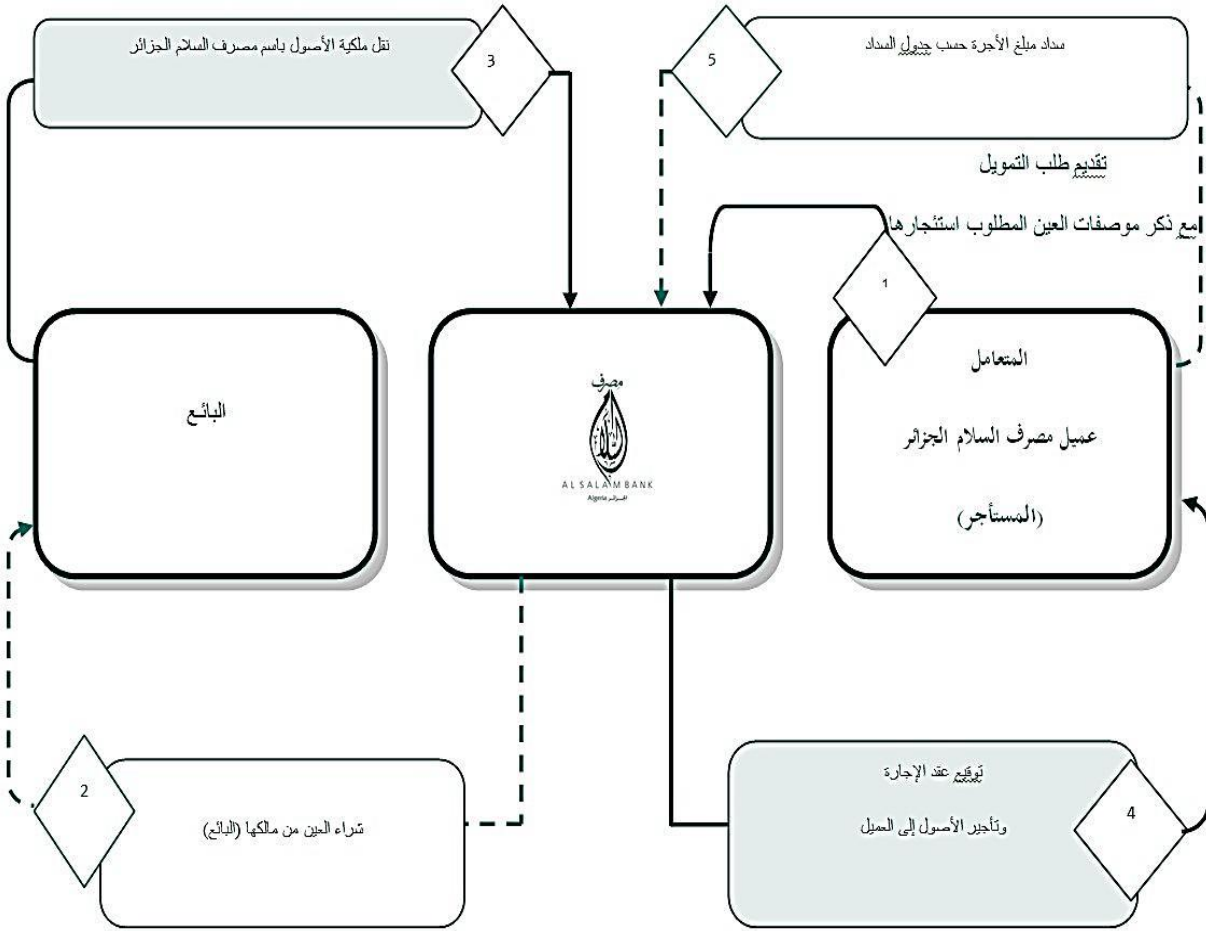 نقل ملكية الأصول باسم مصرف السلام الجزائر
3
5
سداد مبلغ الأجرة حسب جدول السداد
تقديم طلب التمويل
مع ذكر موصفات العين المطلوب استئجارها
1
المتعامل
عميل مصرف السلام الجزائر
(المستأجر)
مصرف
السلام
AL SALAM BANK
Algeria الجزائر
البائع
2
شراء العين من مالكها (البائع)
توقيع عقد الإجارة
وتأجير الأصول إلى العميل
4